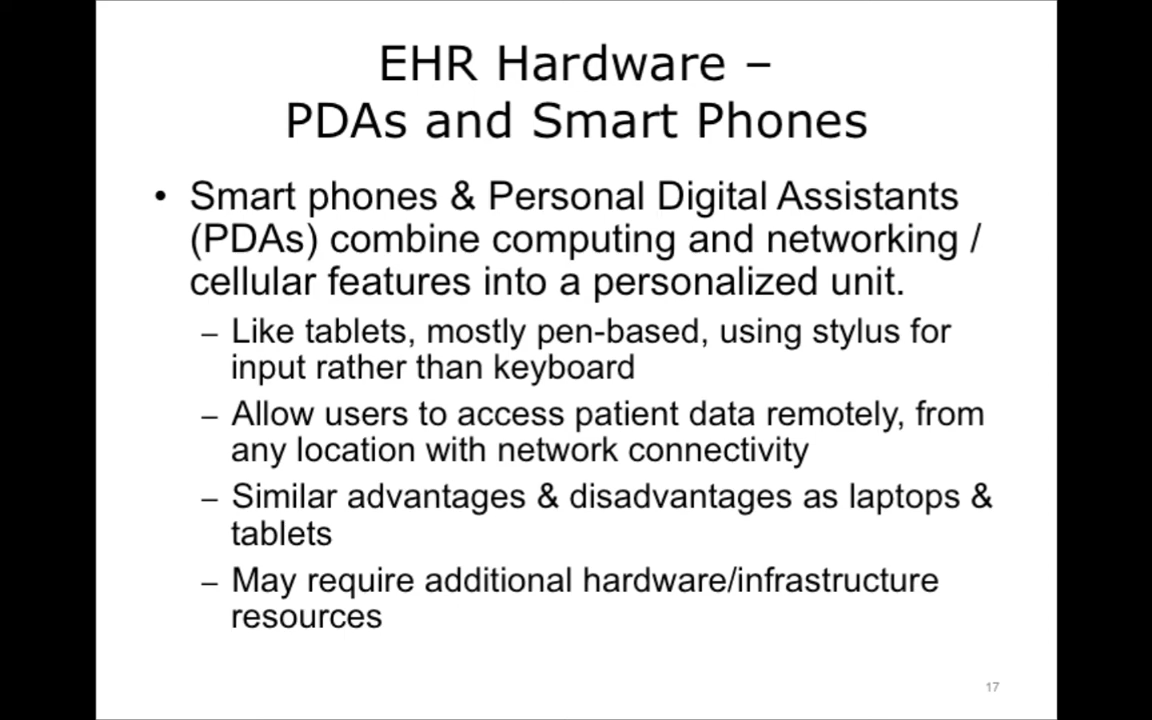 EHR Hardware –
PDAs and Smart Phones
• Smart phones & Personal Digital Assistants
(PDAs) combine computing and networking /
cellular features into a personalized unit.
– Like tablets, mostly pen-based, using stylus for
input rather than keyboard
– Allow users to access patient data remotely, from
any location with network connectivity
– Similar advantages & disadvantages as laptops &
tablets
– May require additional hardware/infrastructure
resources
17